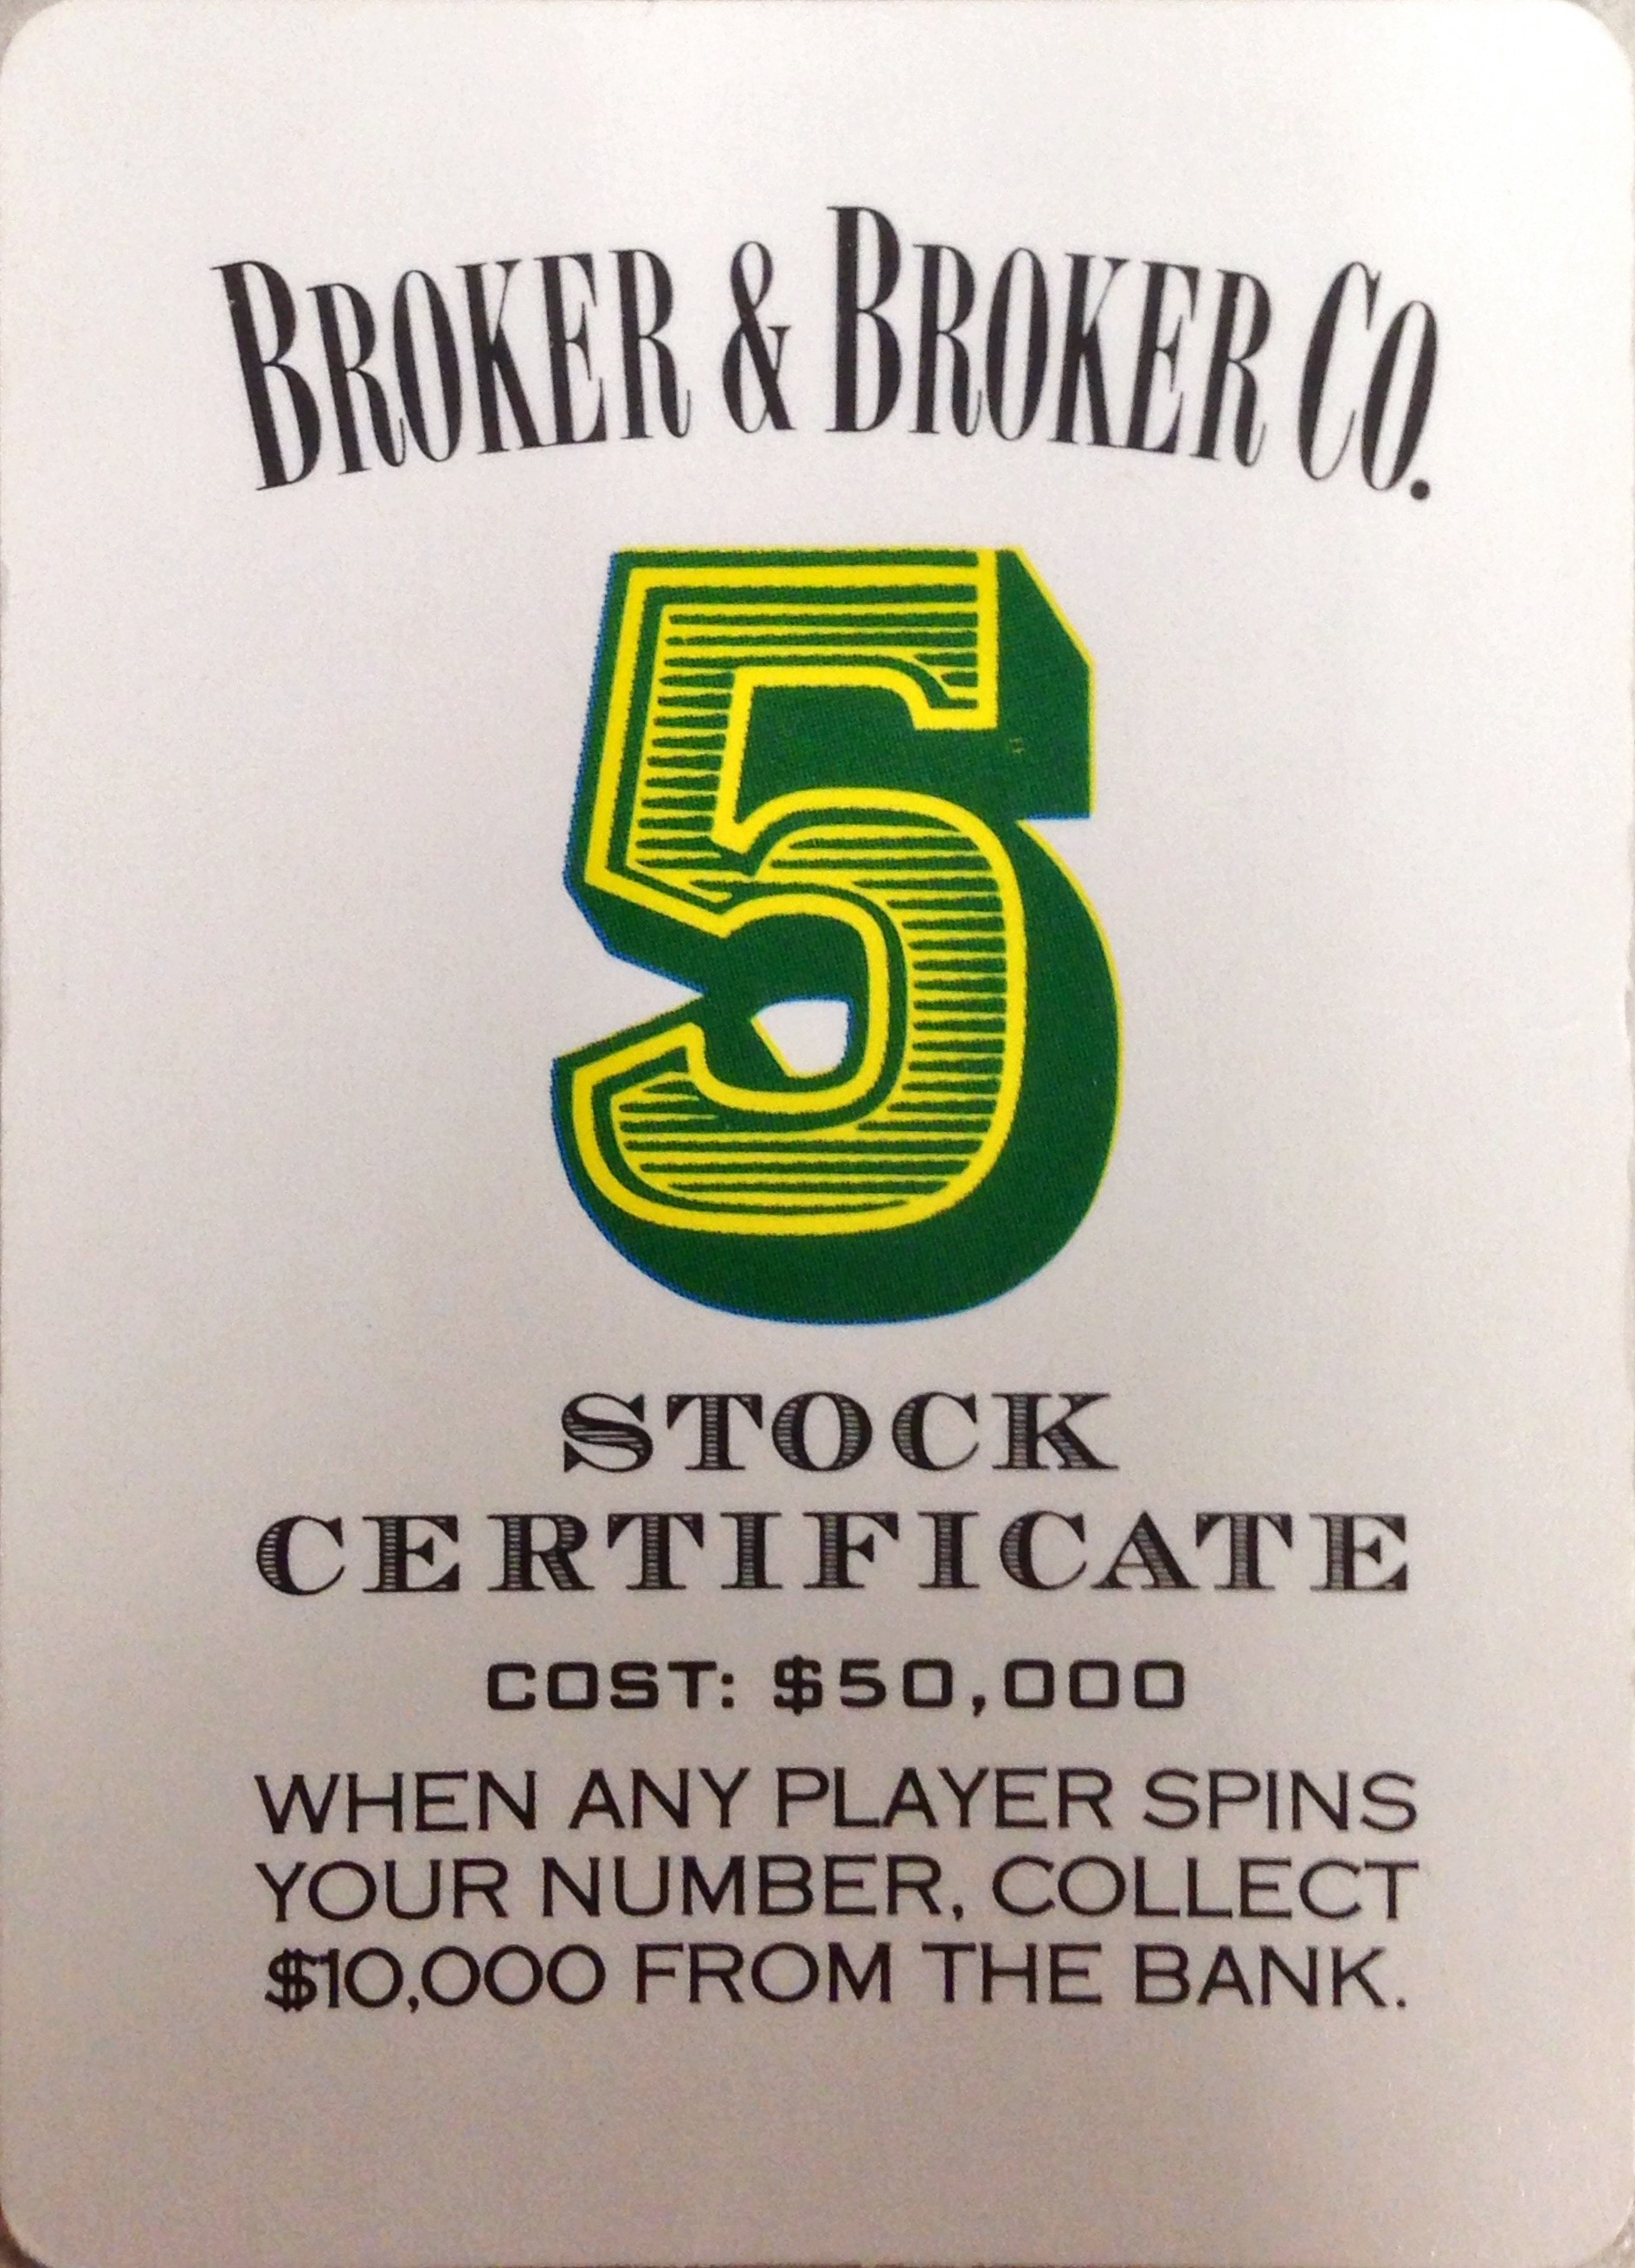 BROKER & BROKER CO.
5
STOCK
CERTIFICATE
COST: $50,000
WHEN ANY PLAYER SPINS
YOUR NUMBER, COLLECT
$10,000 FROM THE BANK.